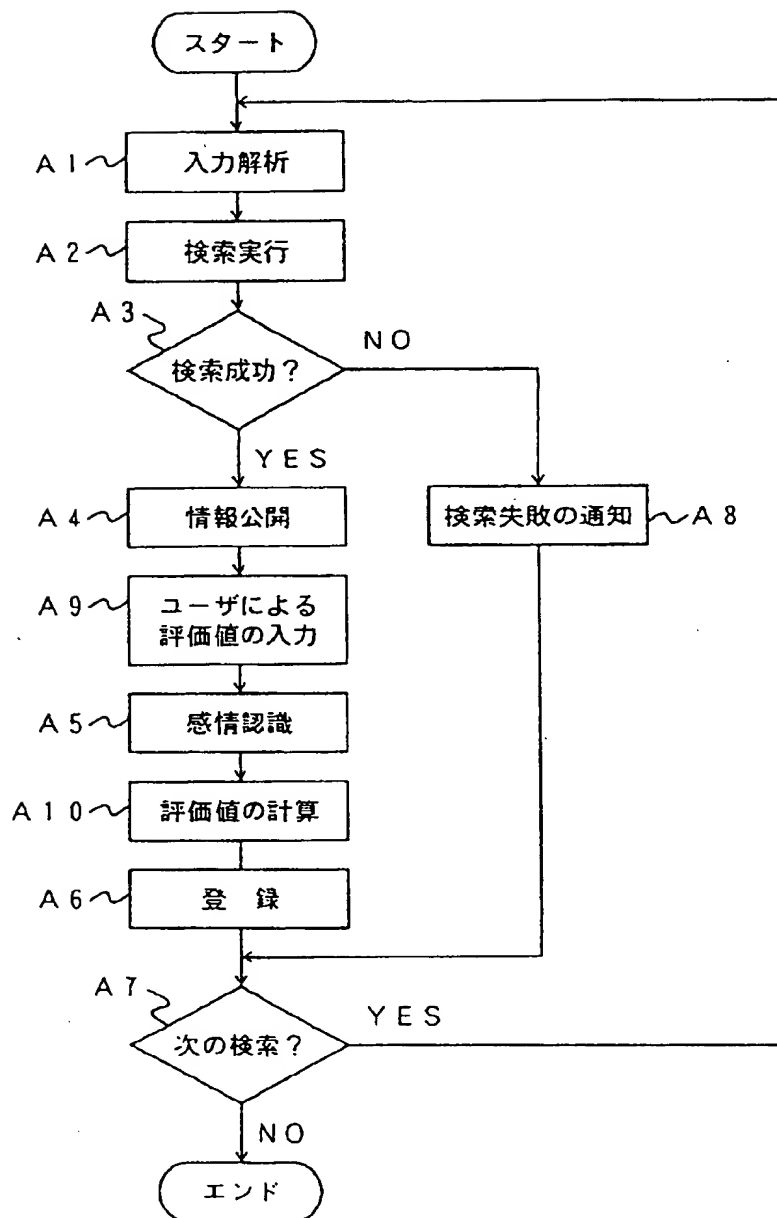 スタート
A1
入力解析
A2
検索実行
A3
検索成功？
NO
YES
A4
情報公開
検索失敗の通知
A8
A9
ユーザによる
評価値の入力
A5
感情認識
A10
評価値の計算
A6
登 録
A7
次の検索？
YES
NO
エンド